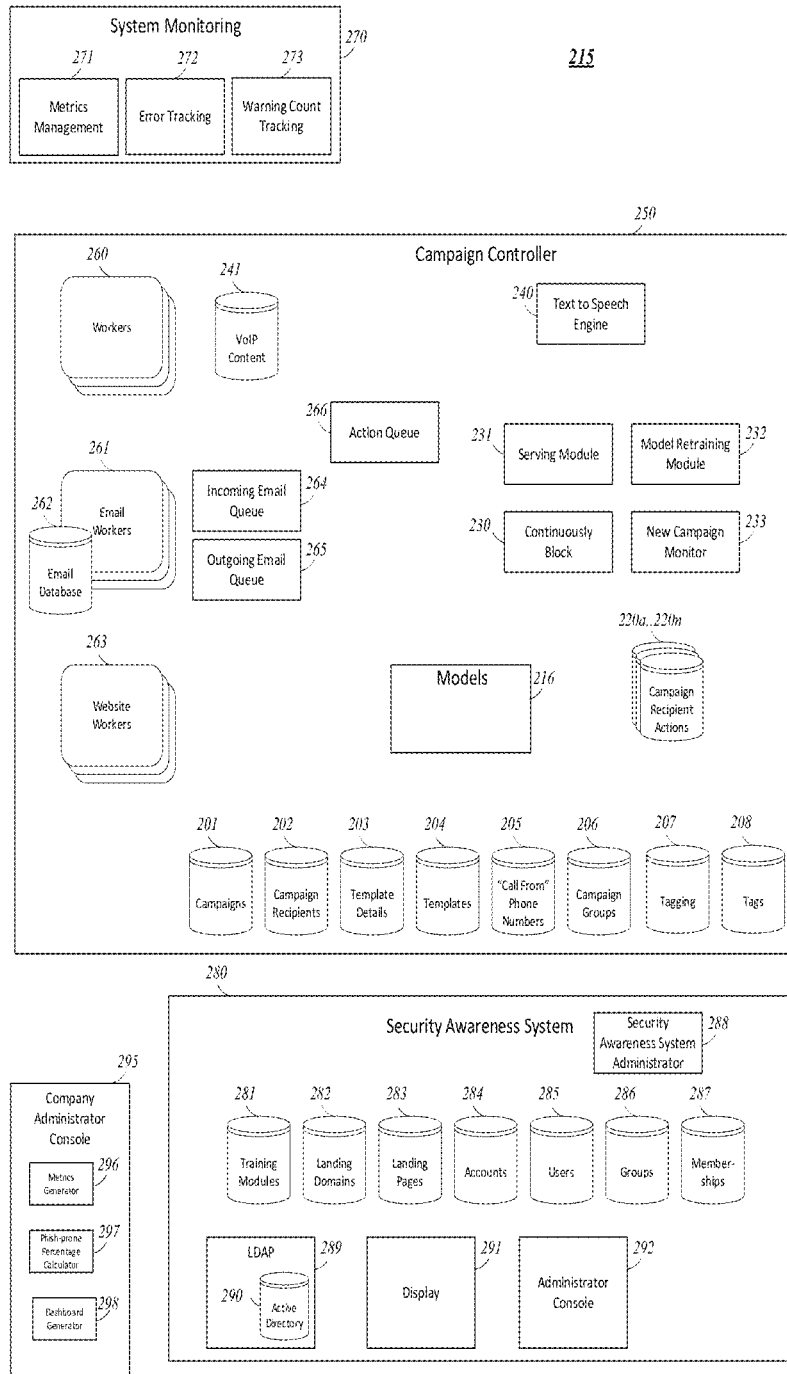 System Monitoring
270
271
272
273
215
Metrics
Management
Error Tracking
Warning Count
Tracking
250
Campaign Controller
260
Workers
241
VoIP
Content
240
Text to Speech
Engine
266
Action Queue
231
Serving Module
Model Retraining
Module
232
261
Email
Workers
262
Email
Database
Incoming Email
Queue
264
Outgoing Email
Queue
265
230
Continuously
Block
New Campaign
Monitor
233
263
Website
Workers
Models
216
220a..220n
Campaign
Recipient
Actions
201
202
203
204
205
206
207
208
Campaigns
Campaign
Recipients
Template
Details
Templates
"Call From"
Phone
Numbers
Campaign
Groups
Tagging
Tags
280
Security Awareness System
Security
Awareness System
Administrator
288
295
Company
Administrator
Console
Metrics
Generator
296
Phish-prone
Percentage
Calculator
297
Dashboard
Generator
298
281
282
283
284
285
286
287
Training
Modules
Landing
Domains
Landing
Pages
Accounts
Users
Groups
Member-
ships
LDAP
289
290
Active
Directory
Display
291
Administrator
Console
292